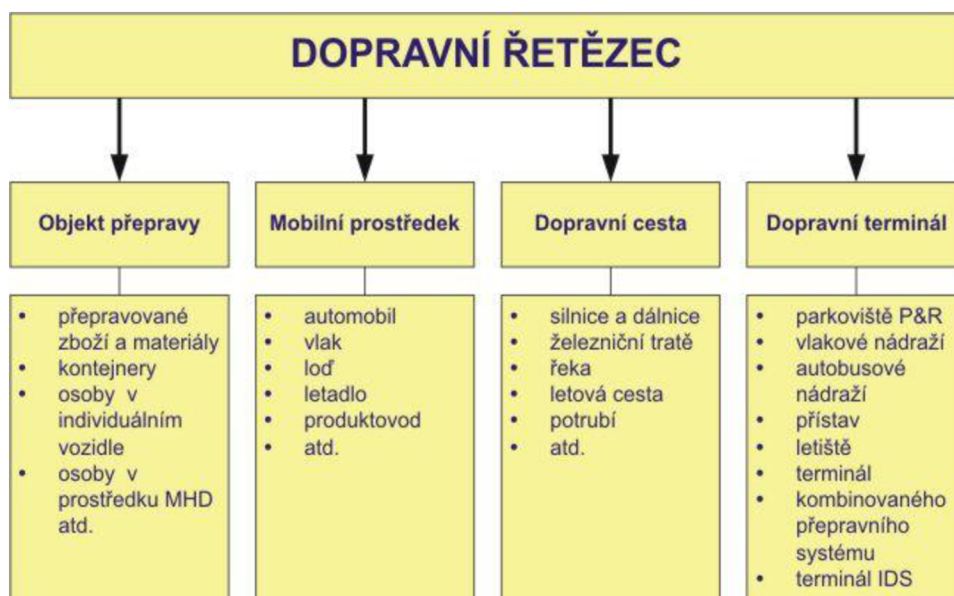 DOPRAVNÍ ŘETĚZEC
Objekt přepravy
• přepravované
zboží a materiály
• kontejnery
• osoby v
individuálním
vozidle
• osoby v
prostředku MHD
atd.
Mobilní prostředek
• automobil
• vlak
• loď
• letadlo
• produktovod
• atd.
Dopravní cesta
• silnice a dálnice
• železniční tratě
• řeka
• letová cesta
• potrubí
• atd.
Dopravní terminál
• parkoviště P&R
• vlakové nádraží
• autobusové
nádraží
• přístav
• letiště
• terminál
• kombinovaného
přepravního
systému
• terminál IDS